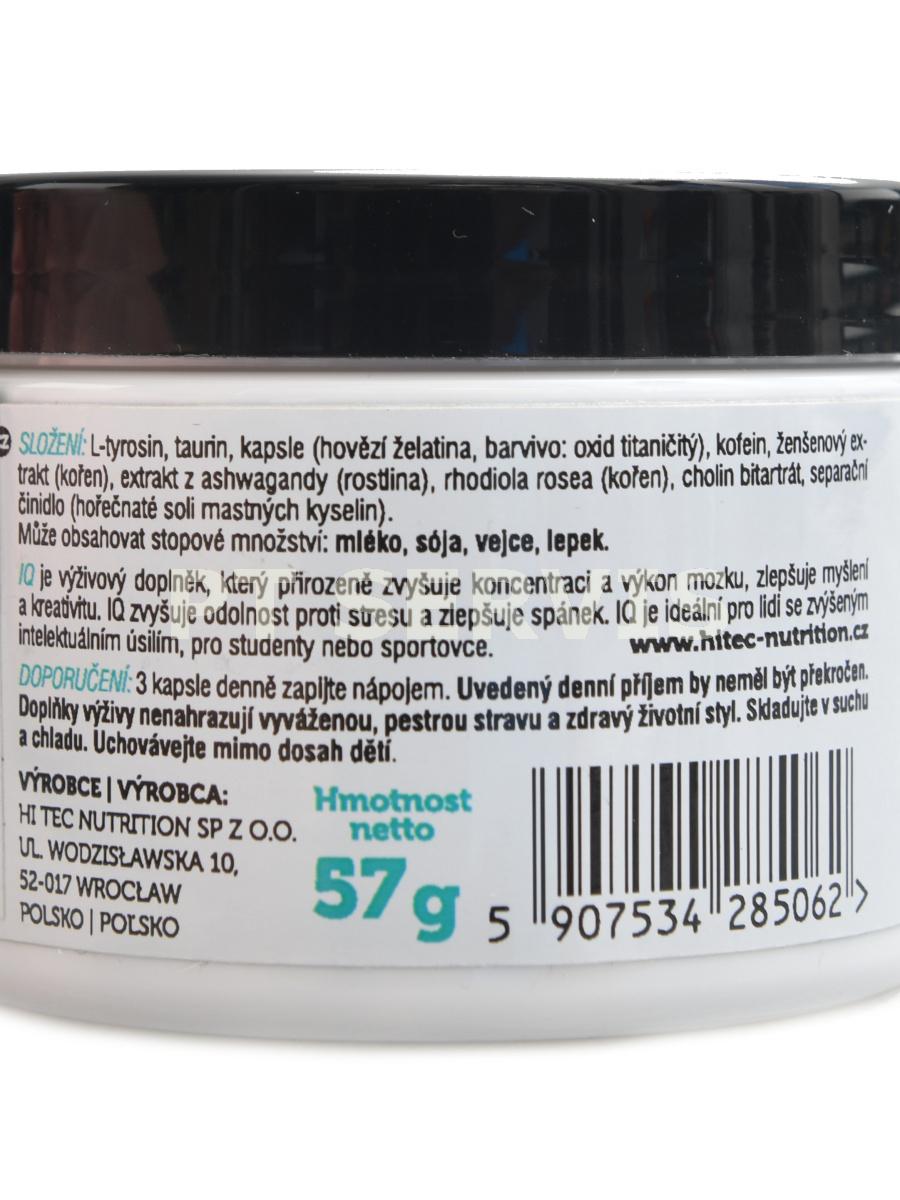 SLOŽENÍ: L-tyrosin, taurin, kapsle (hovězí želatina, barvivo: oxid titaničitý), kofein, ženšenový ex-
trakt (kořen), extrakt z ashwagandy (rostlina), rhodiola rosea (kořen), cholin bitartrát, separační
činidlo (hořečnaté soli mastných kyselin).
Může obsahovat stopové množství: mléko, sója, vejce, lepek.
IQ je výživový doplněk, který přirozeně zvyšuje koncentraci a výkon mozku, zlepšuje myšlení
a kreativitu. IQ zvyšuje odolnost proti stresu a zlepšuje spánek. IQ je ideální pro lidi se zvýšeným
intelektuálním úsilím, pro studenty nebo sportovce. www.hitec-nutrition.cz
PT SERVIS
DOPORUČENÍ: 3 kapsle denně zapijte nápojem. Uvedený denní příjem by neměl být překročen.
Doplňky výživy nenahrazují vyváženou, pestrou stravu a zdravý životní styl. Skladujte v suchu
a chladu. Uchovávejte mimo dosah dětí.
VÝROBCE | VÝROBCA:
HI TEC NUTRITION SP Z O.O.
UL. WODZISŁAWSKA 10,
52-017 WROCŁAW
POLSKO | POĽSKO
Hmotnost
netto
57 g
5 907534 285062 >